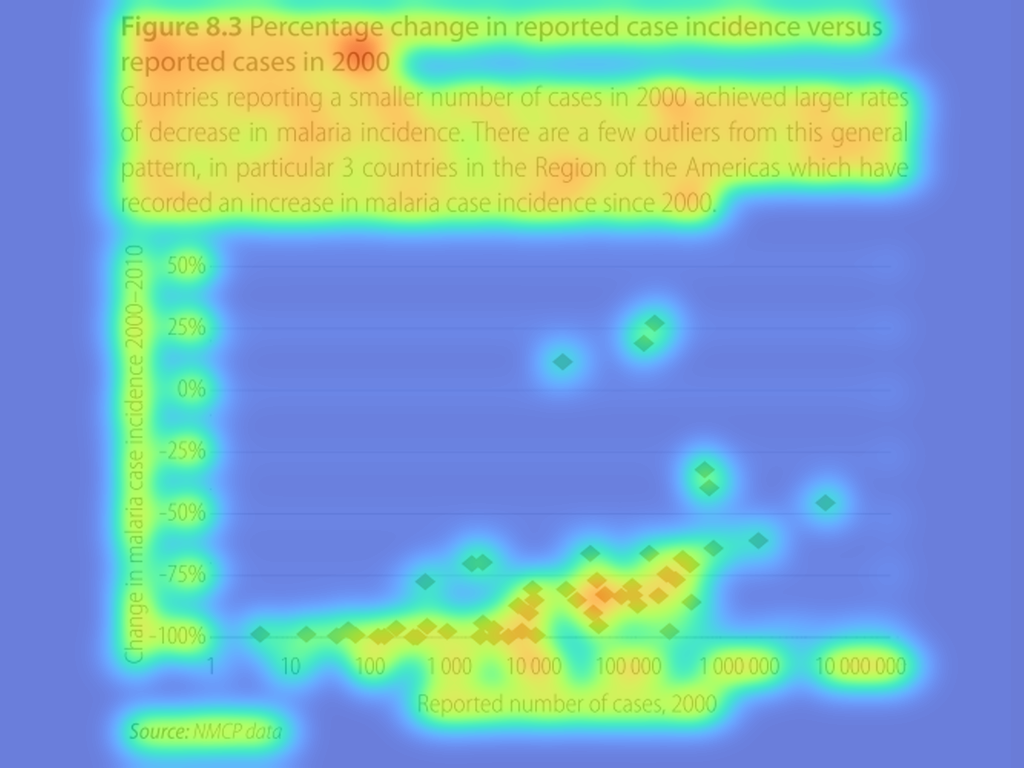 Figure 8.3 Percentage change in reported case incidence versus
reported cases in 2000
Countries reporting a smaller number of cases in 2000 achieved larger rates
of decrease in malaria incidence. There are a few outliers from this general
pattern, in particular 3 countries in the Region of the Americas which have
recorded an increase in malaria case incidence since 2000.
Change in malaria case incidence 2000–2010
50%
25%
0%
-25%
-50%
-75%
-100%
1 10 100 1 000 10 000 100 000 1 000 000 10 000 000
Reported number of cases, 2000
Source: NMCP data